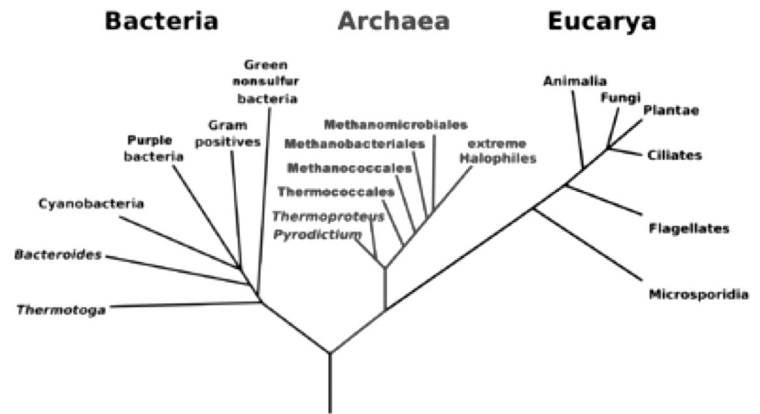 Bacteria
Archaea
Eucarya
Green
nonsulfur
bacteria
Gram
positives
Purple
bacteria
Cyanobacteria
Bacteroides
Thermotoga
Methanomicrobiales
Methanobacteriales
Methanococcales
Thermococcales
Thermoproteus
Pyrodictium
extreme
Halophiles
Animalia
Fungi
Plantae
Ciliates
Flagellates
Microsporidia